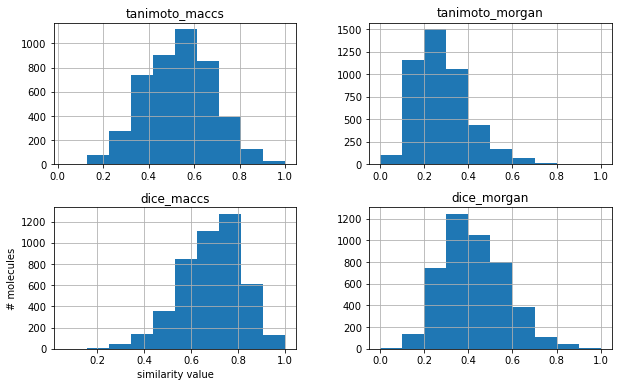 tanimoto_maccs
1000
800
600
400
200
0
0.0 0.2 0.4 0.6 0.8 1.0
tanimoto_morgan
1500
1250
1000
750
500
250
0
0.0 0.2 0.4 0.6 0.8 1.0
dice_maccs
# molecules
1200
1000
800
600
400
200
0
0.2 0.4 0.6 0.8 1.0
similarity value
dice_morgan
1200
1000
800
600
400
200
0
0.0 0.2 0.4 0.6 0.8 1.0